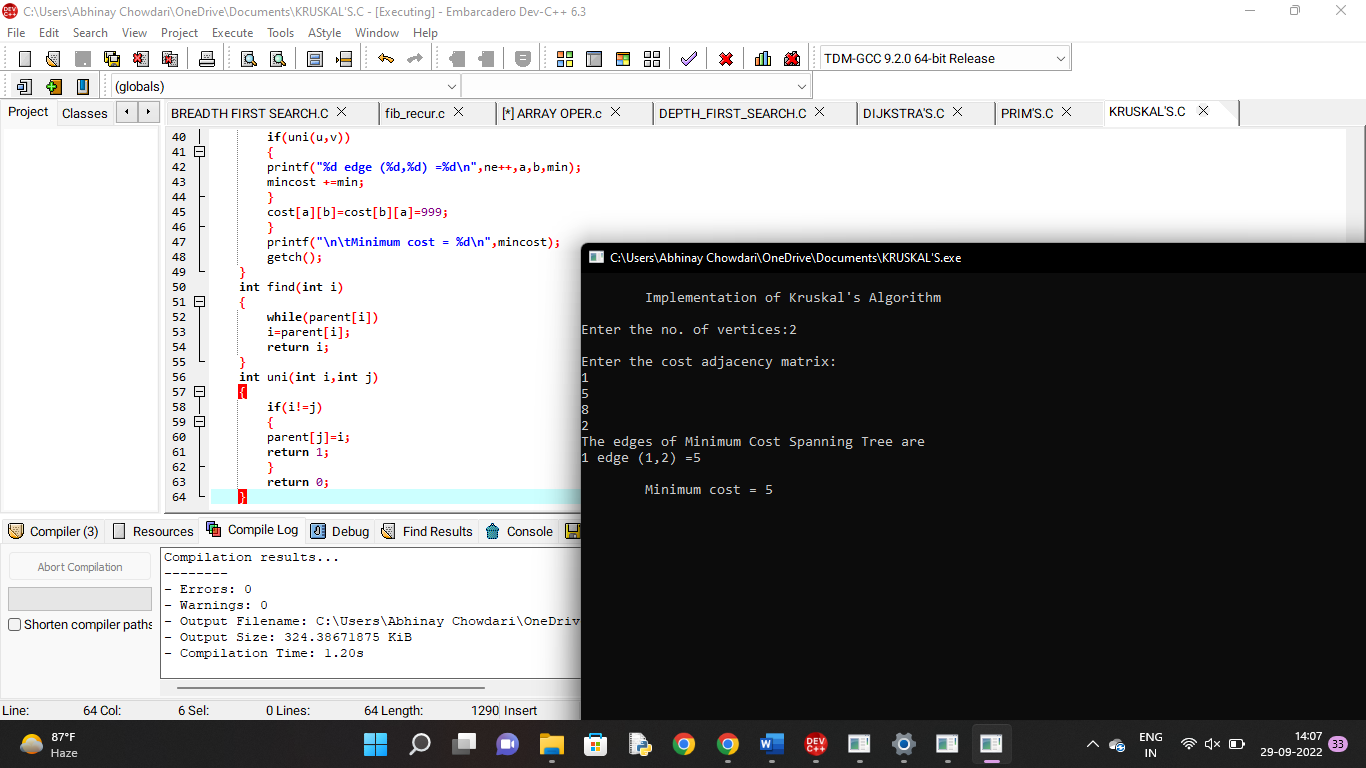 C:\Users\Abhinay Chowdari\OneDrive\Documents\KRUSKAL'S.C - [Executing] - Embarcadero Dev-C++ 6.3
File Edit Search View Project Execute Tools AStyle Window Help
TDM-GCC 9.2.0 64-bit Release
(globals)
Project Classes BREADTH FIRST SEARCH.C fib_recur.c [*] ARRAY OPER.c DEPTH_FIRST_SEARCH.C DIJKSTRA'S.C PRIM'S.C KRUSKAL'S.C
40 if(uni(u,v))
41 {
42 printf("%d edge (%d,%d) =%d\n",ne++,a,b,min);
43 mincost +=min;
44 }
45 cost[a][b]=cost[b][a]=999;
46 }
47 printf("\n\tMinimum cost = %d\n",mincost);
48 getch();
49 }
50 int find(int i)
51 {
52 while(parent[i])
53 i=parent[i];
54 return i;
55 }
56 int uni(int i,int j)
57 {
58 if(i!=j)
59 {
60 parent[j]=i;
61 return 1;
62 }
63 return 0;
64 }
C:\Users\Abhinay Chowdari\OneDrive\Documents\KRUSKAL'S.exe
Implementation of Kruskal's Algorithm
Enter the no. of vertices:2
Enter the cost adjacency matrix:
1
5
8
2
The edges of Minimum Cost Spanning Tree are
1 edge (1,2) =5
Minimum cost = 5
Compiler (3) Resources Compile Log Debug Find Results Console
Abort Compilation
Shorten compiler paths
Compilation results...
--------
- Errors: 0
- Warnings: 0
- Output Filename: C:\Users\Abhinay Chowdari\OneDriv
- Output Size: 324.38671875 KiB
- Compilation Time: 1.20s
Line: 64 Col: 6 Sel: 0 Lines: 64 Length: 1290 Insert
87°F
Haze
DEV C++
ENG
IN
14:07
29-09-2022
33